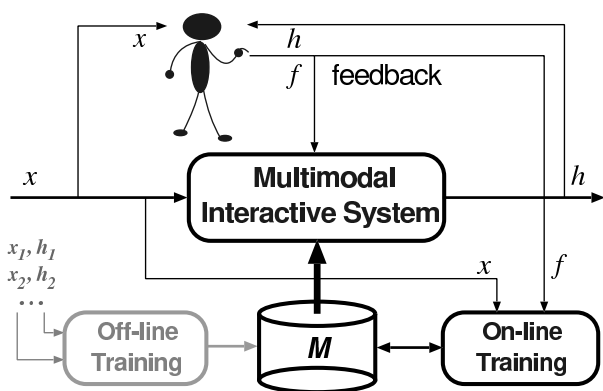 x
h
f feedback
x
Multimodal
Interactive System
h
x₁, h₁
x₂, h₂
...
x
f
Off-line
Training
M
On-line
Training